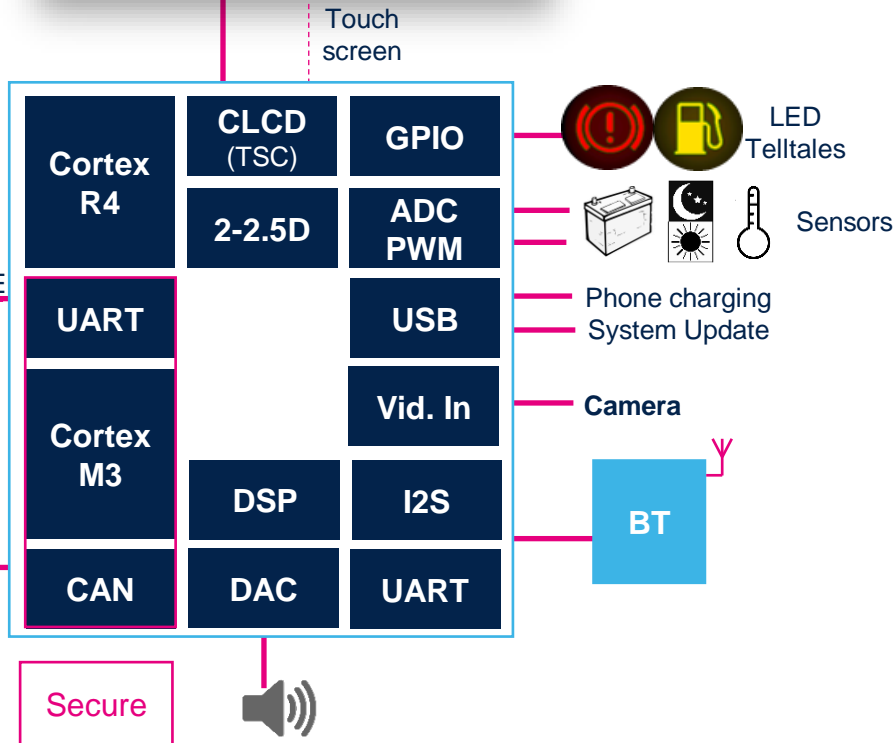 Touch
screen
Cortex
R4
CLCD
(TSC)
GPIO
LED
Telltales
2-2.5D
ADC
PWM
Sensors
UART
USB
Phone charging
System Update
Cortex
M3
Vid. In
Camera
DSP
I2S
BT
CAN
DAC
UART
Secure